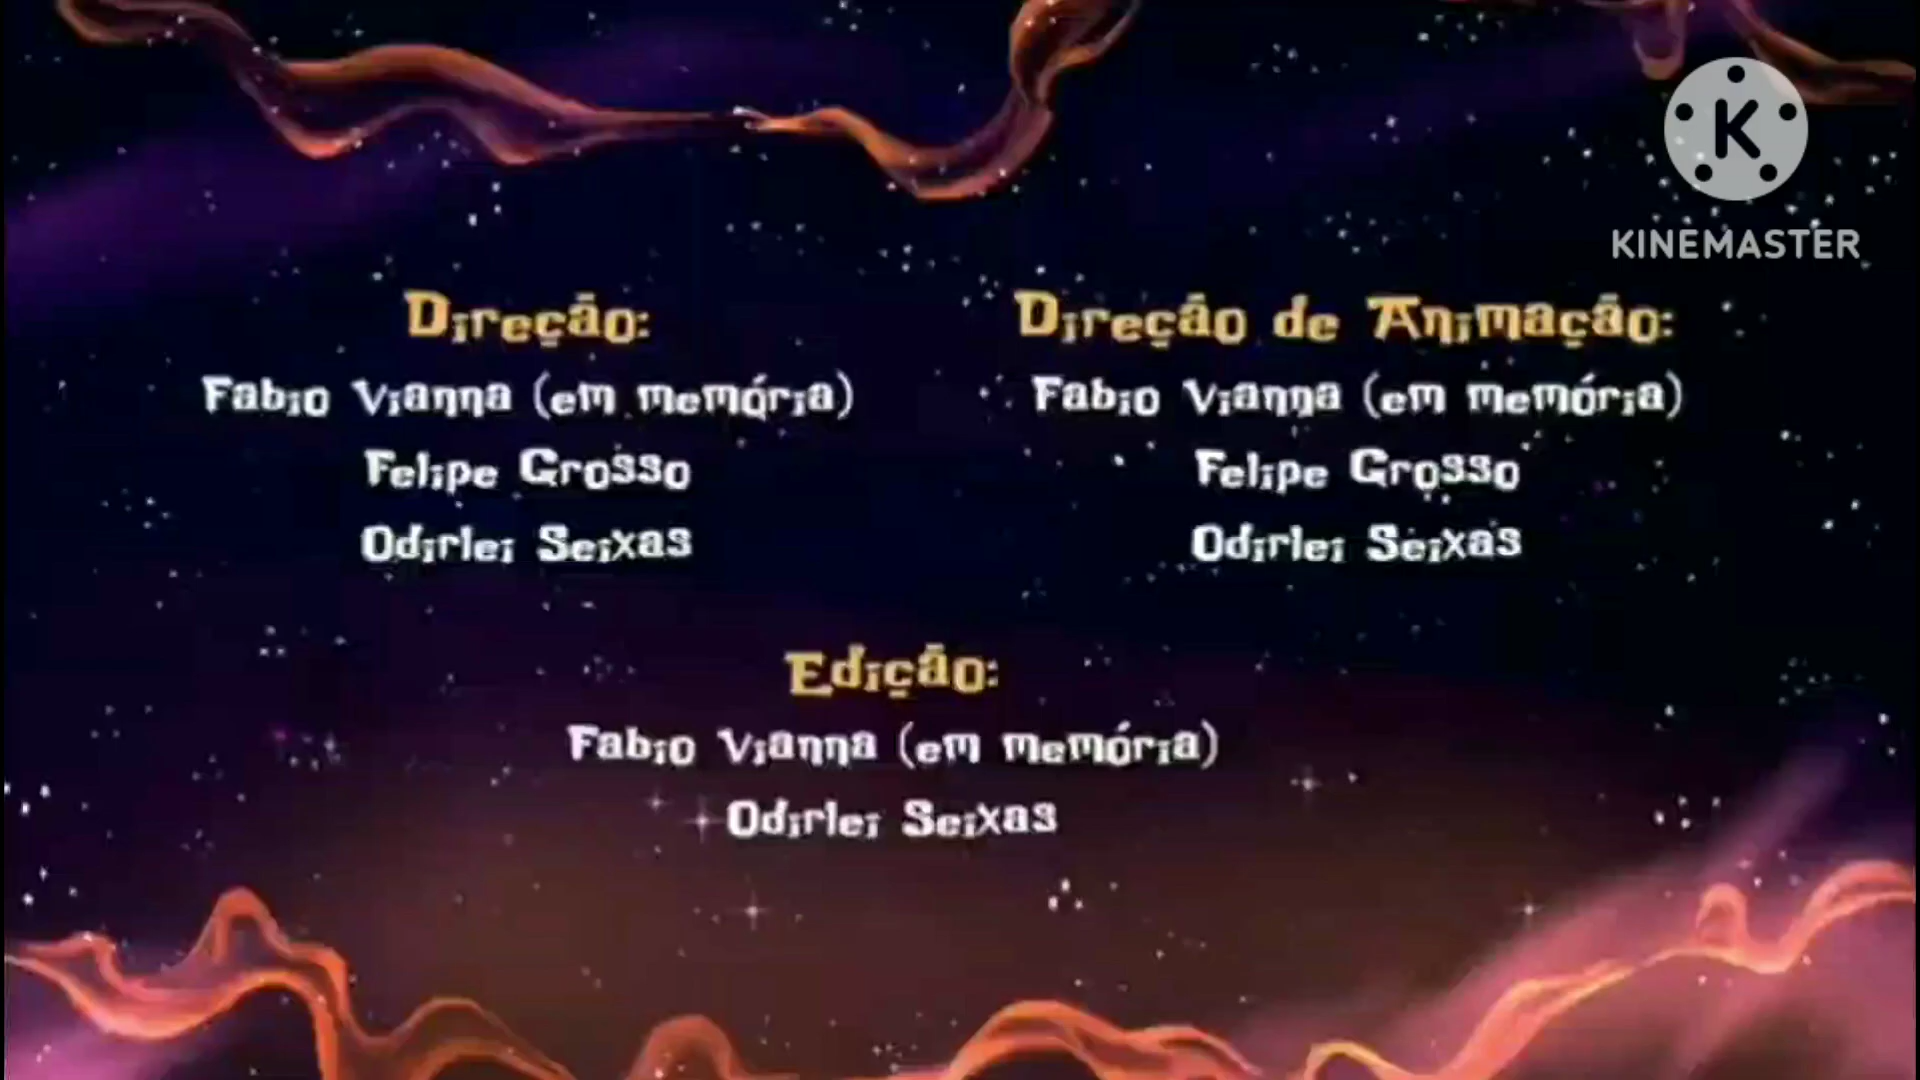 KINEMASTER
Direção:
Fabio Vianna (em memória)
Felipe Grosso
Odirlei Seixas
Direção de Animação:
Fabio Vianna (em memória)
Felipe Grosso
Odirlei Seixas
Edição:
Fabio Vianna (em memória)
Odirlei Seixas